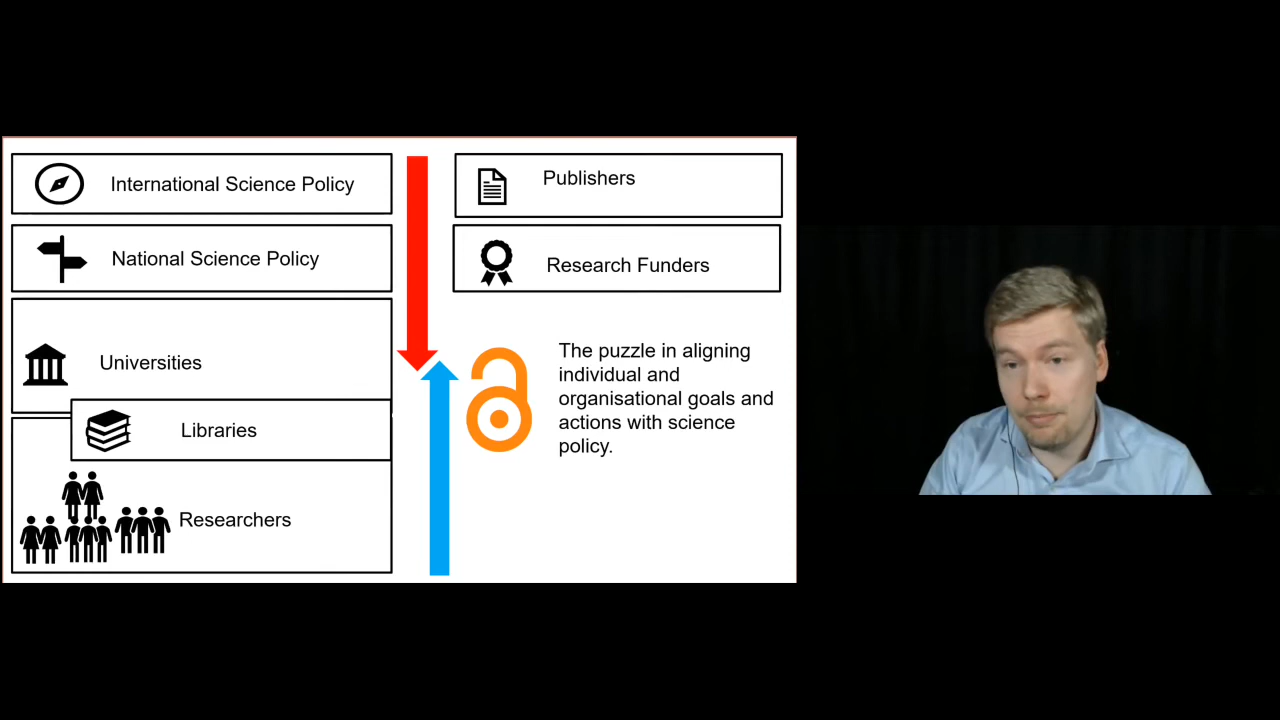 International Science Policy
National Science Policy
Universities
Libraries
Researchers
Publishers
Research Funders
The puzzle in aligning
individual and
organisational goals and
actions with science
policy.